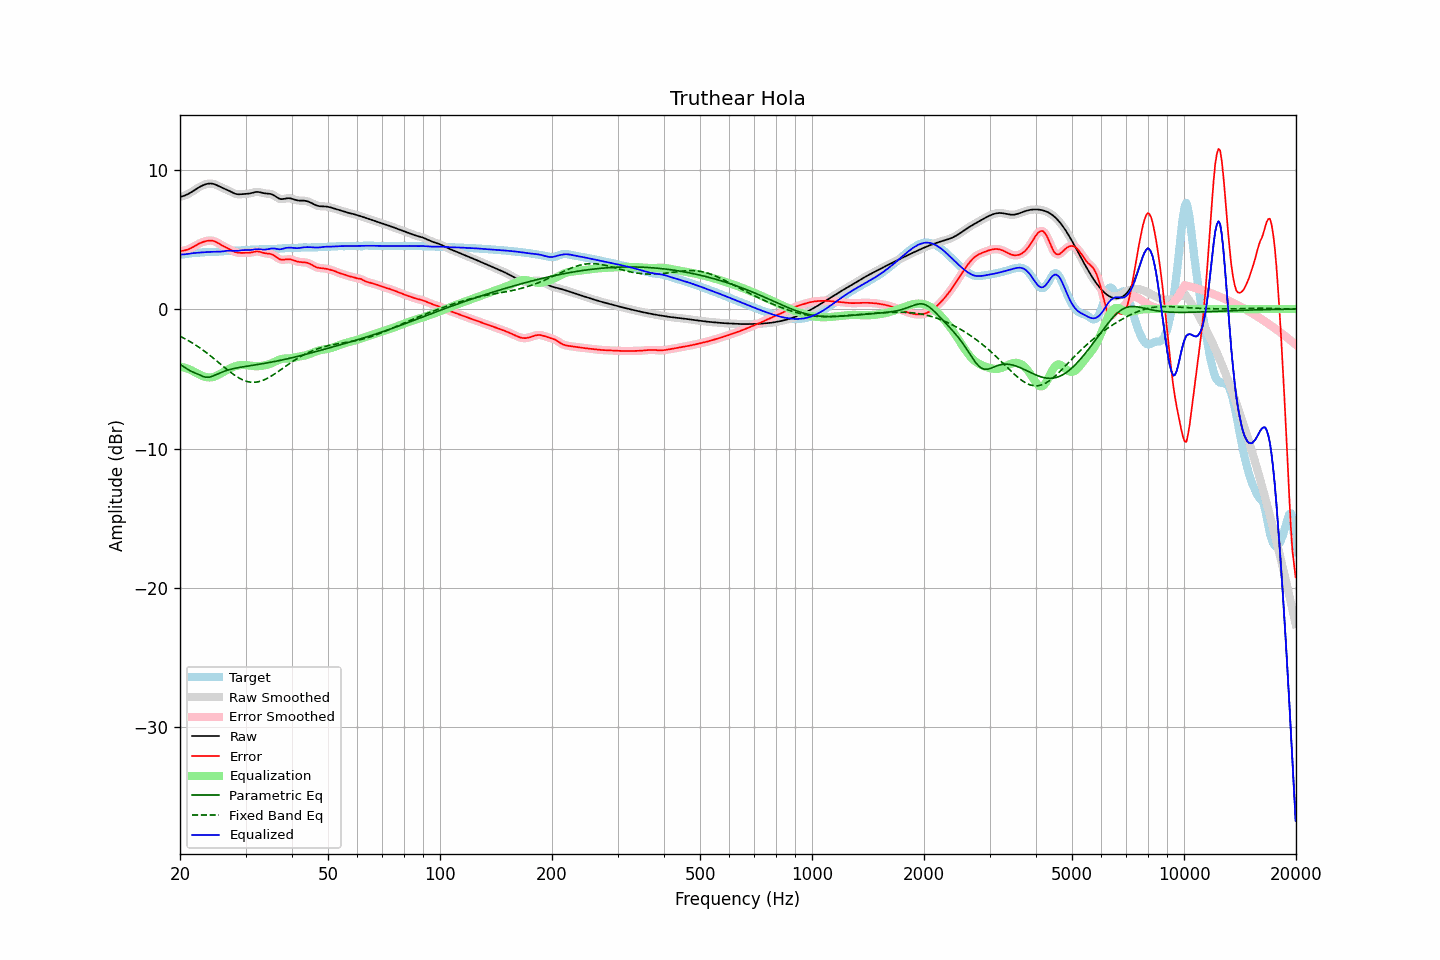 Truthear Hola
10
0
−10
−20
−30
Amplitude (dBr)
Target
Raw Smoothed
Error Smoothed
Raw
Error
Equalization
Parametric Eq
Fixed Band Eq
Equalized
20 50 100 200 500 1000 2000 5000 10000 20000
Frequency (Hz)